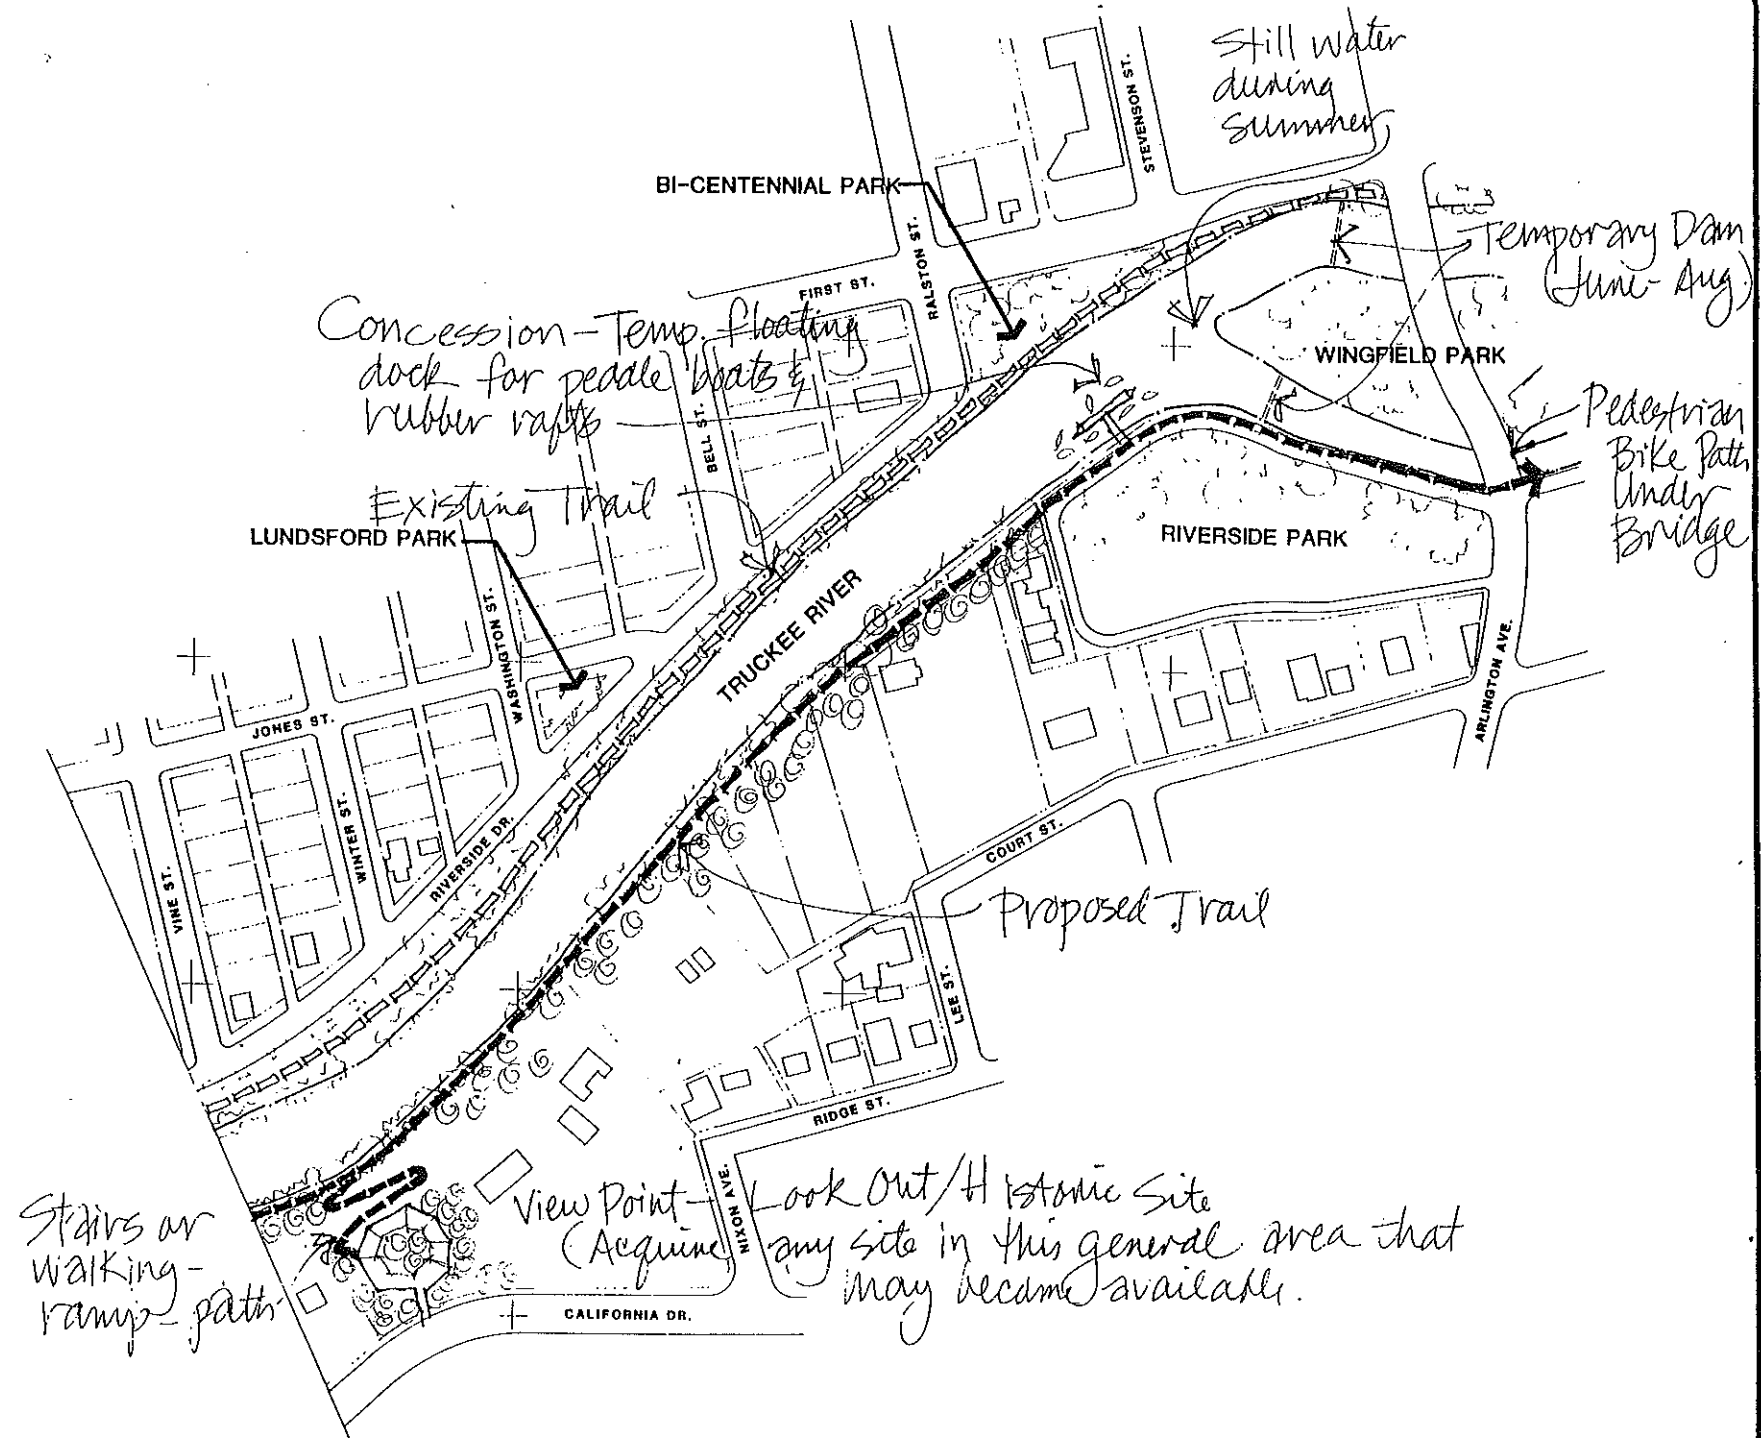 Still water
during
summer
STEVENSON ST.
BI-CENTENNIAL PARK
RALSTON ST.
Temporary Dam
(June-Aug)
FIRST ST.
Concession-Temp. floating
dock for peddle boats &
rubber rafts
WINGFIELD PARK
BELL ST.
Pedestrian
Bike Path
Under
Bridge
Existing Trail
LUNDSFORD PARK
RIVERSIDE PARK
TRUCKEE RIVER
WASHINGTON ST.
ARLINGTON AVE.
JONES ST.
WINTER ST.
RIVERSIDE DR.
VINE ST.
COURT ST.
Proposed Trail
LEE ST.
RIDGE ST.
NIXON AVE.
Stairs or
walking-
ramp-path
View Point-Look Out/Historic Site
(Acquire any site in this general area that
may become available.
CALIFORNIA DR.